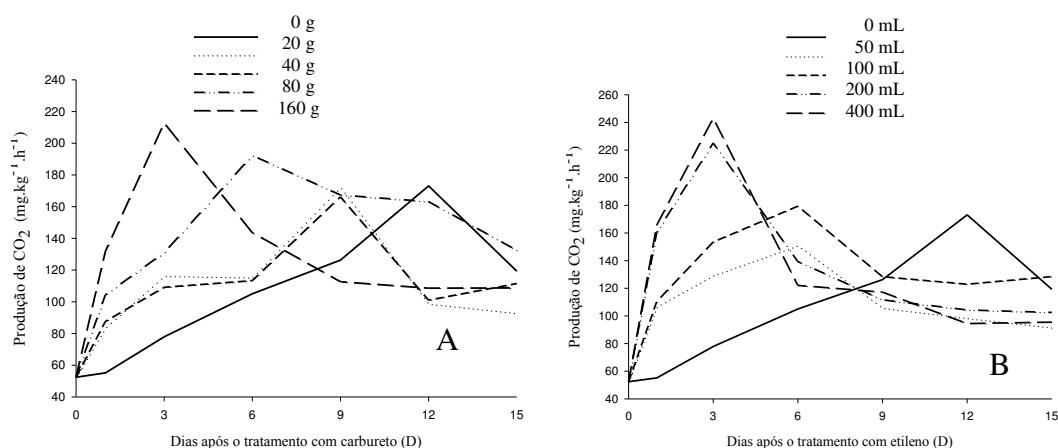 0 g
20 g
40 g
80 g
160 g
240
220
200
180
160
140
120
100
80
60
40
0
3
6
9
12
15
Produção de CO2 (mg.kg⁻¹.h⁻¹)
Dias após o tratamento com carbureto (D)
A
0 mL
50 mL
100 mL
200 mL
400 mL
260
240
220
200
180
160
140
120
100
80
60
40
0
3
6
9
12
15
Produção de CO2 (mg.kg⁻¹.h⁻¹)
Dias após o tratamento com etileno (D)
B